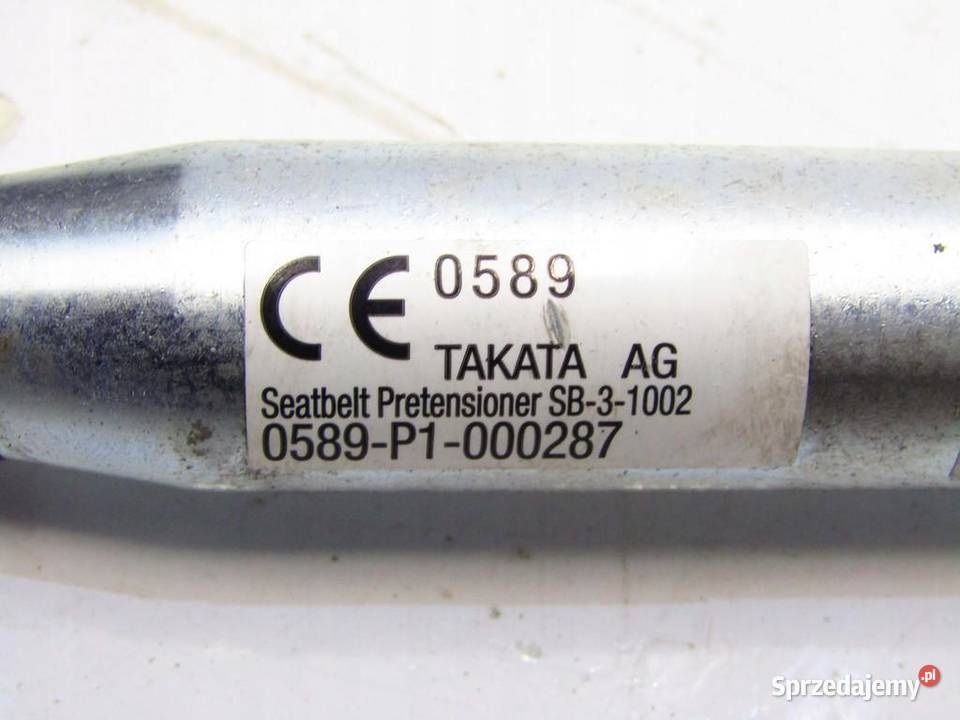 CE 0589
TAKATA AG
Seatbelt Pretensioner SB-3-1002
0589-P1-000287
Sprzedajemy.pl